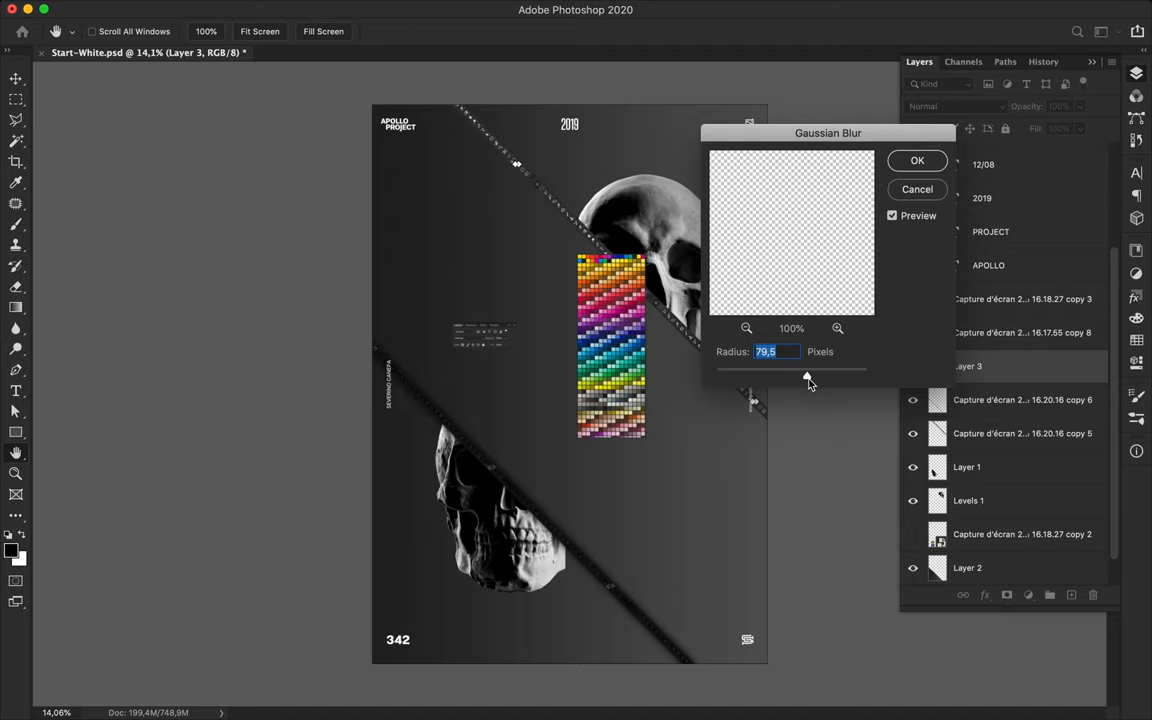 Adobe Photoshop 2020
Scroll All Windows
100%
Fit Screen
Fill Screen
Start-White.psd @ 14,1% (Layer 3, RGB/8) *
Layers
Channels
Paths
History
Kind
Normal
Opacity: 100%
Fill: 100%
APOLLO
PROJECT
2019
SEVERINO CANEPA
342
Gaussian Blur
OK
Cancel
Preview
100%
Radius: 79,5 Pixels
12/08
2019
PROJECT
APOLLO
Capture d'écran 2...: 16.18.27 copy 3
Capture d'écran 2...: 16.17.55 copy 8
Layer 3
Capture d'écran 2...: 16.20.16 copy 6
Capture d'écran 2...: 16.20.16 copy 5
Layer 1
Levels 1
Capture d'écran 2...: 16.18.27 copy 2
Layer 2
14,06%
Doc: 199,4M/748,9M